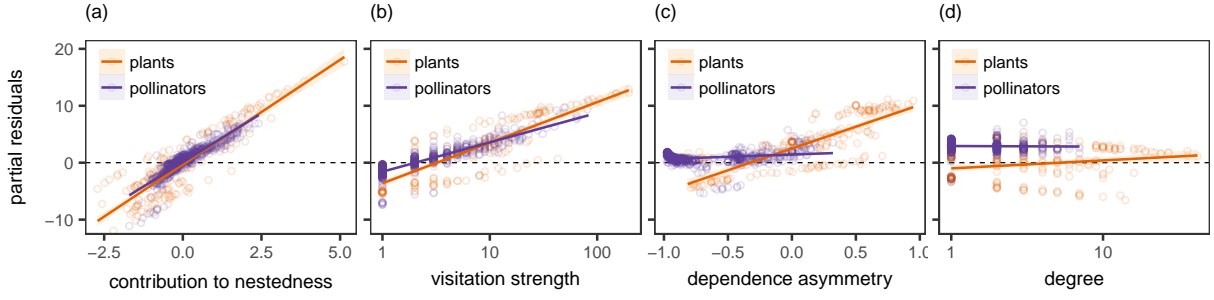 (a)
(b)
(c)
(d)
partial residuals
20
10
0
−10
plants
pollinators
plants
pollinators
plants
pollinators
plants
pollinators
−2.5 0.0 2.5 5.0
1 10 100
−1.0 −0.5 0.0 0.5 1.0
1 10
contribution to nestedness
visitation strength
dependence asymmetry
degree